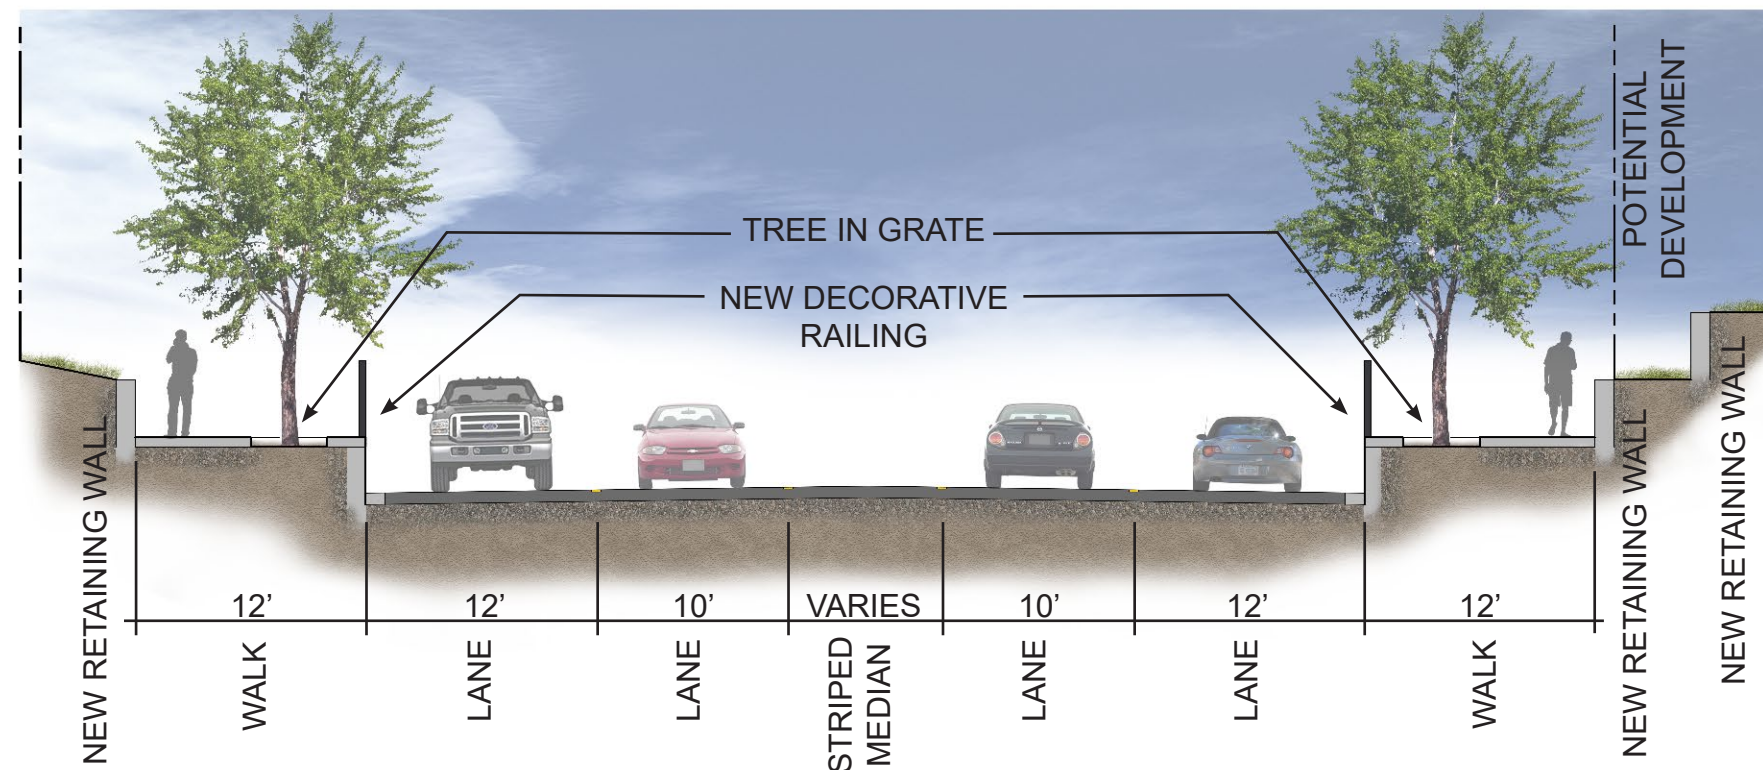 POTENTIAL
DEVELOPMENT
TREE IN GRATE
NEW DECORATIVE
RAILING
12’
12’
10’
VARIES
10’
12’
12’
NEW RETAINING WALL
WALK
LANE
LANE
STRIPED
MEDIAN
LANE
LANE
WALK
NEW RETAINING WALL
NEW RETAINING WALL